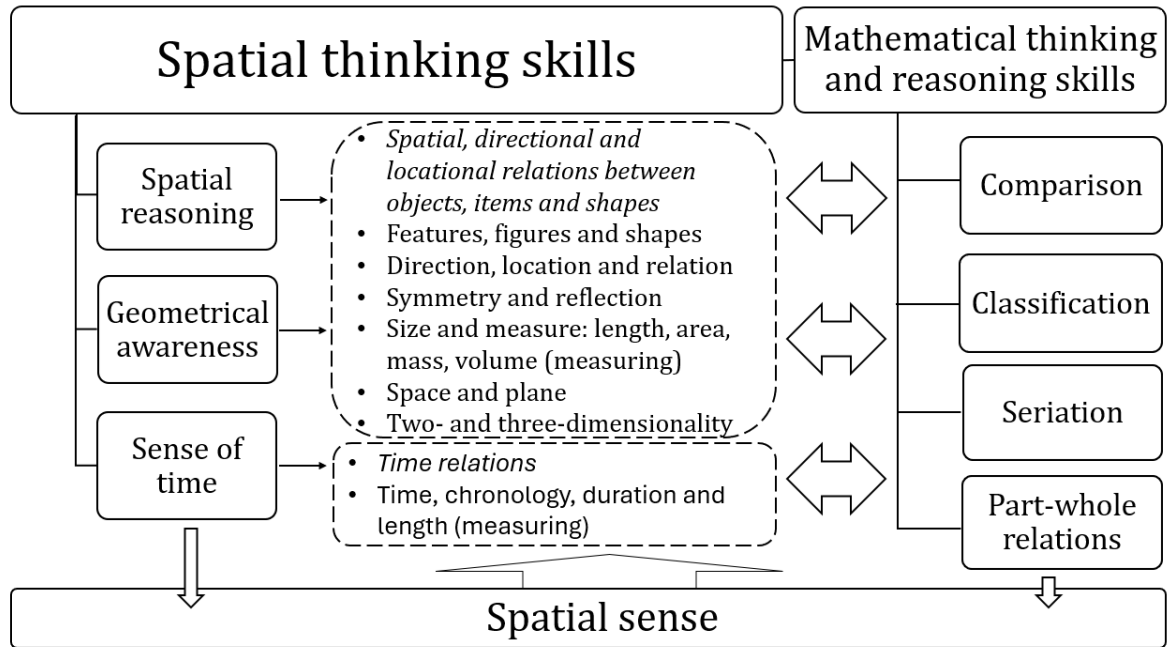 Spatial thinking skills
Mathematical thinking
and reasoning skills
Spatial
reasoning
Geometrical
awareness
Sense of
time
• Spatial, directional and
locational relations between
objects, items and shapes
• Features, figures and shapes
• Direction, location and relation
• Symmetry and reflection
• Size and measure: length, area,
mass, volume (measuring)
• Space and plane
• Two- and three-dimensionality
• Time relations
• Time, chronology, duration and
length (measuring)
Comparison
Classification
Seriation
Part-whole
relations
Spatial sense